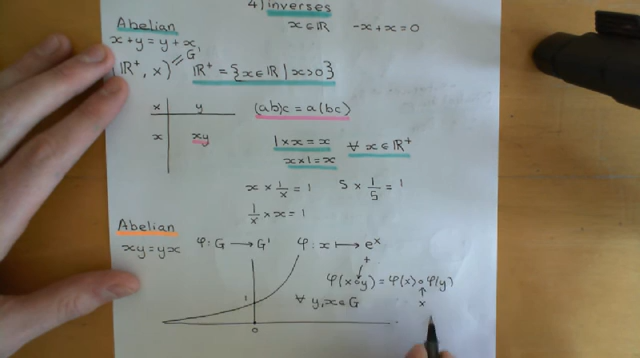 4) inverses
x∈ℝ -x+x=0
Abelian
x+y=y+x
(ℝ⁺, x) = G' ℝ⁺={x∈ℝ|x>0}
x y
x xy
(ab)c = a(bc)
1×x=x ∀ x∈ℝ⁺
x×1=x
x × 1/x = 1 5 × 1/5 = 1
1/x × x = 1
Abelian
xy=yx φ: G → G' φ: x ↦ eˣ
+
φ(x∘y) = φ(x)∘φ(y)
∀ y,x∈G x
1
0